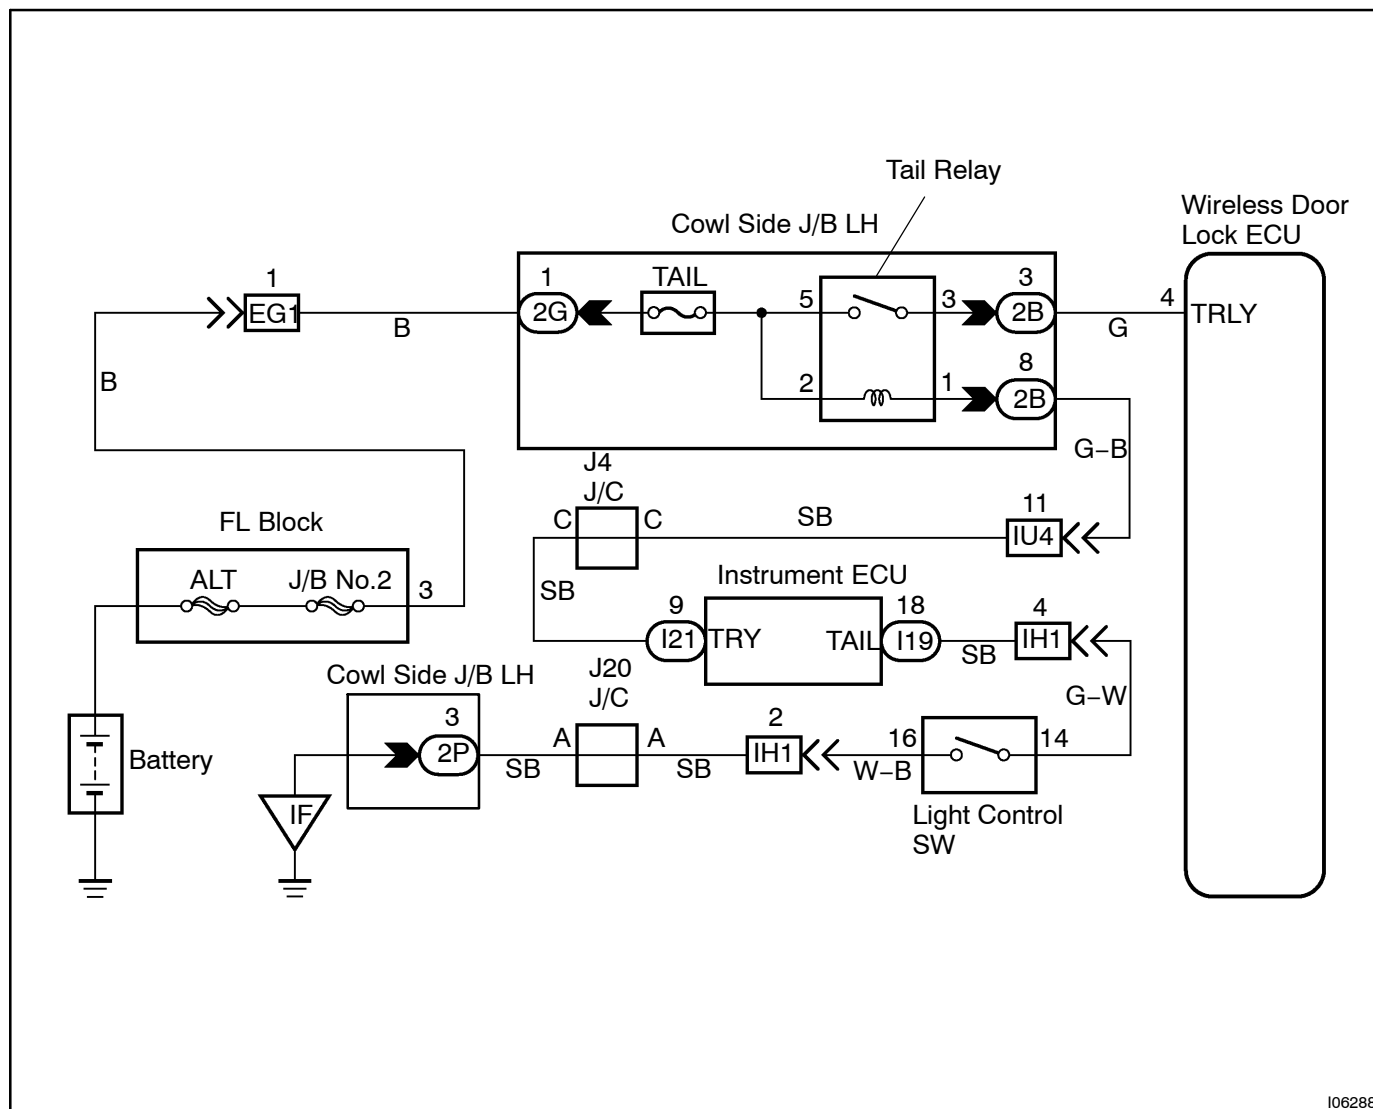 Tail Relay
Wireless Door
Lock ECU
Cowl Side J/B LH
1
1
TAIL
5
3
3
4
EG1
2G
2B
TRLY
B
G
B
8
2
1
2B
G–B
J4
J/C
FL Block
C
C
SB
11
IU4
ALT
J/B No.2
3
SB
Instrument ECU
9
18
4
I21
TRY
TAIL
I19
SB
IH1
Cowl Side J/B LH
J20
J/C
G–W
3
A
A
2
16
14
Battery
2P
SB
SB
IH1
W–B
IF
Light Control
SW
I06288